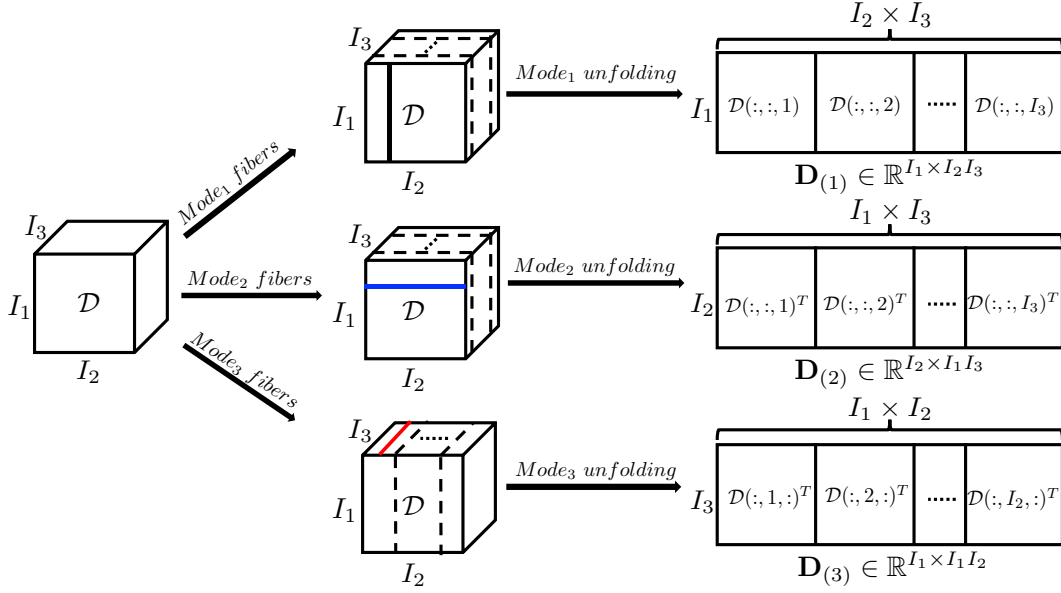 I_3
I_1
𝒟
I_2
Mode_1 fibers
Mode_2 fibers
Mode_3 fibers
I_3
I_1
𝒟
I_2
Mode_1 unfolding
I_2 × I_3
I_1
𝒟(:,:,1)
𝒟(:,:,2)
......
𝒟(:,:,I_3)
𝐃_(1) ∈ ℝ^{I_1×I_2I_3}
I_3
I_1
𝒟
I_2
Mode_2 unfolding
I_1 × I_3
I_2
𝒟(:,:,1)^T
𝒟(:,:,2)^T
......
𝒟(:,:,I_3)^T
𝐃_(2) ∈ ℝ^{I_2×I_1I_3}
I_3
I_1
𝒟
I_2
Mode_3 unfolding
I_1 × I_2
I_3
𝒟(:,1,:)^T
𝒟(:,2,:)^T
......
𝒟(:,I_2,:)^T
𝐃_(3) ∈ ℝ^{I_1×I_1I_2}